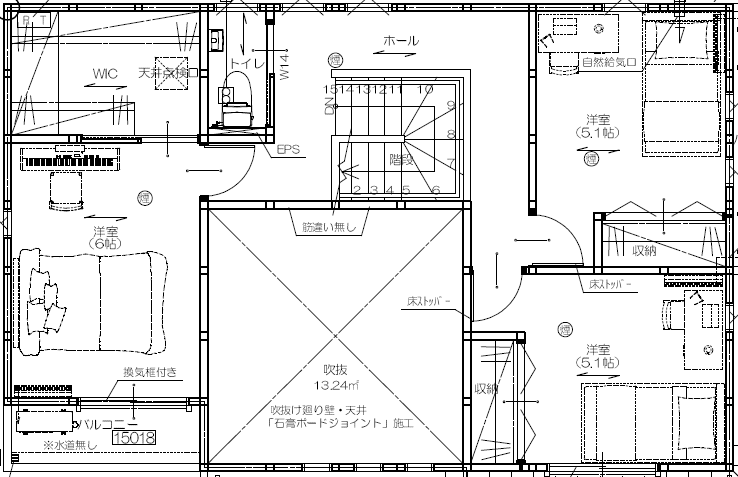 B T
WIC
天井点検口
トイレ
W14
ホール
煙
自然給気口
洋室
(5.1帖)
煙
15 14 13 12 11 10
9
8
7
DN
階段
2 3 4 5 6
EPS
煙
洋室
(6帖)
筋違い無し
収納
床ｽﾄｯﾊﾟｰ
床ｽﾄｯﾊﾟｰ
煙
洋室
(5.1帖)
吹抜
13.24㎡
収納
換気框付き
吹抜け廻り壁・天井
「石膏ボードジョイント」施工
バルコニー
15018
※水道無し